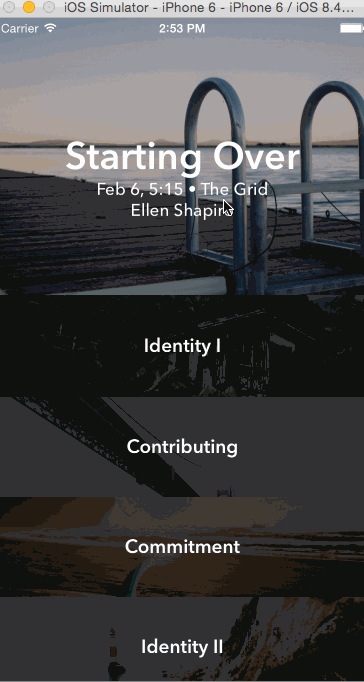 iOS Simulator - iPhone 6 - iPhone 6 / iOS 8.4...
Carrier 2:53 PM
Starting Over
Feb 6, 5:15 • The Grid
Ellen Shapiro
Identity I
Contributing
Commitment
Identity II